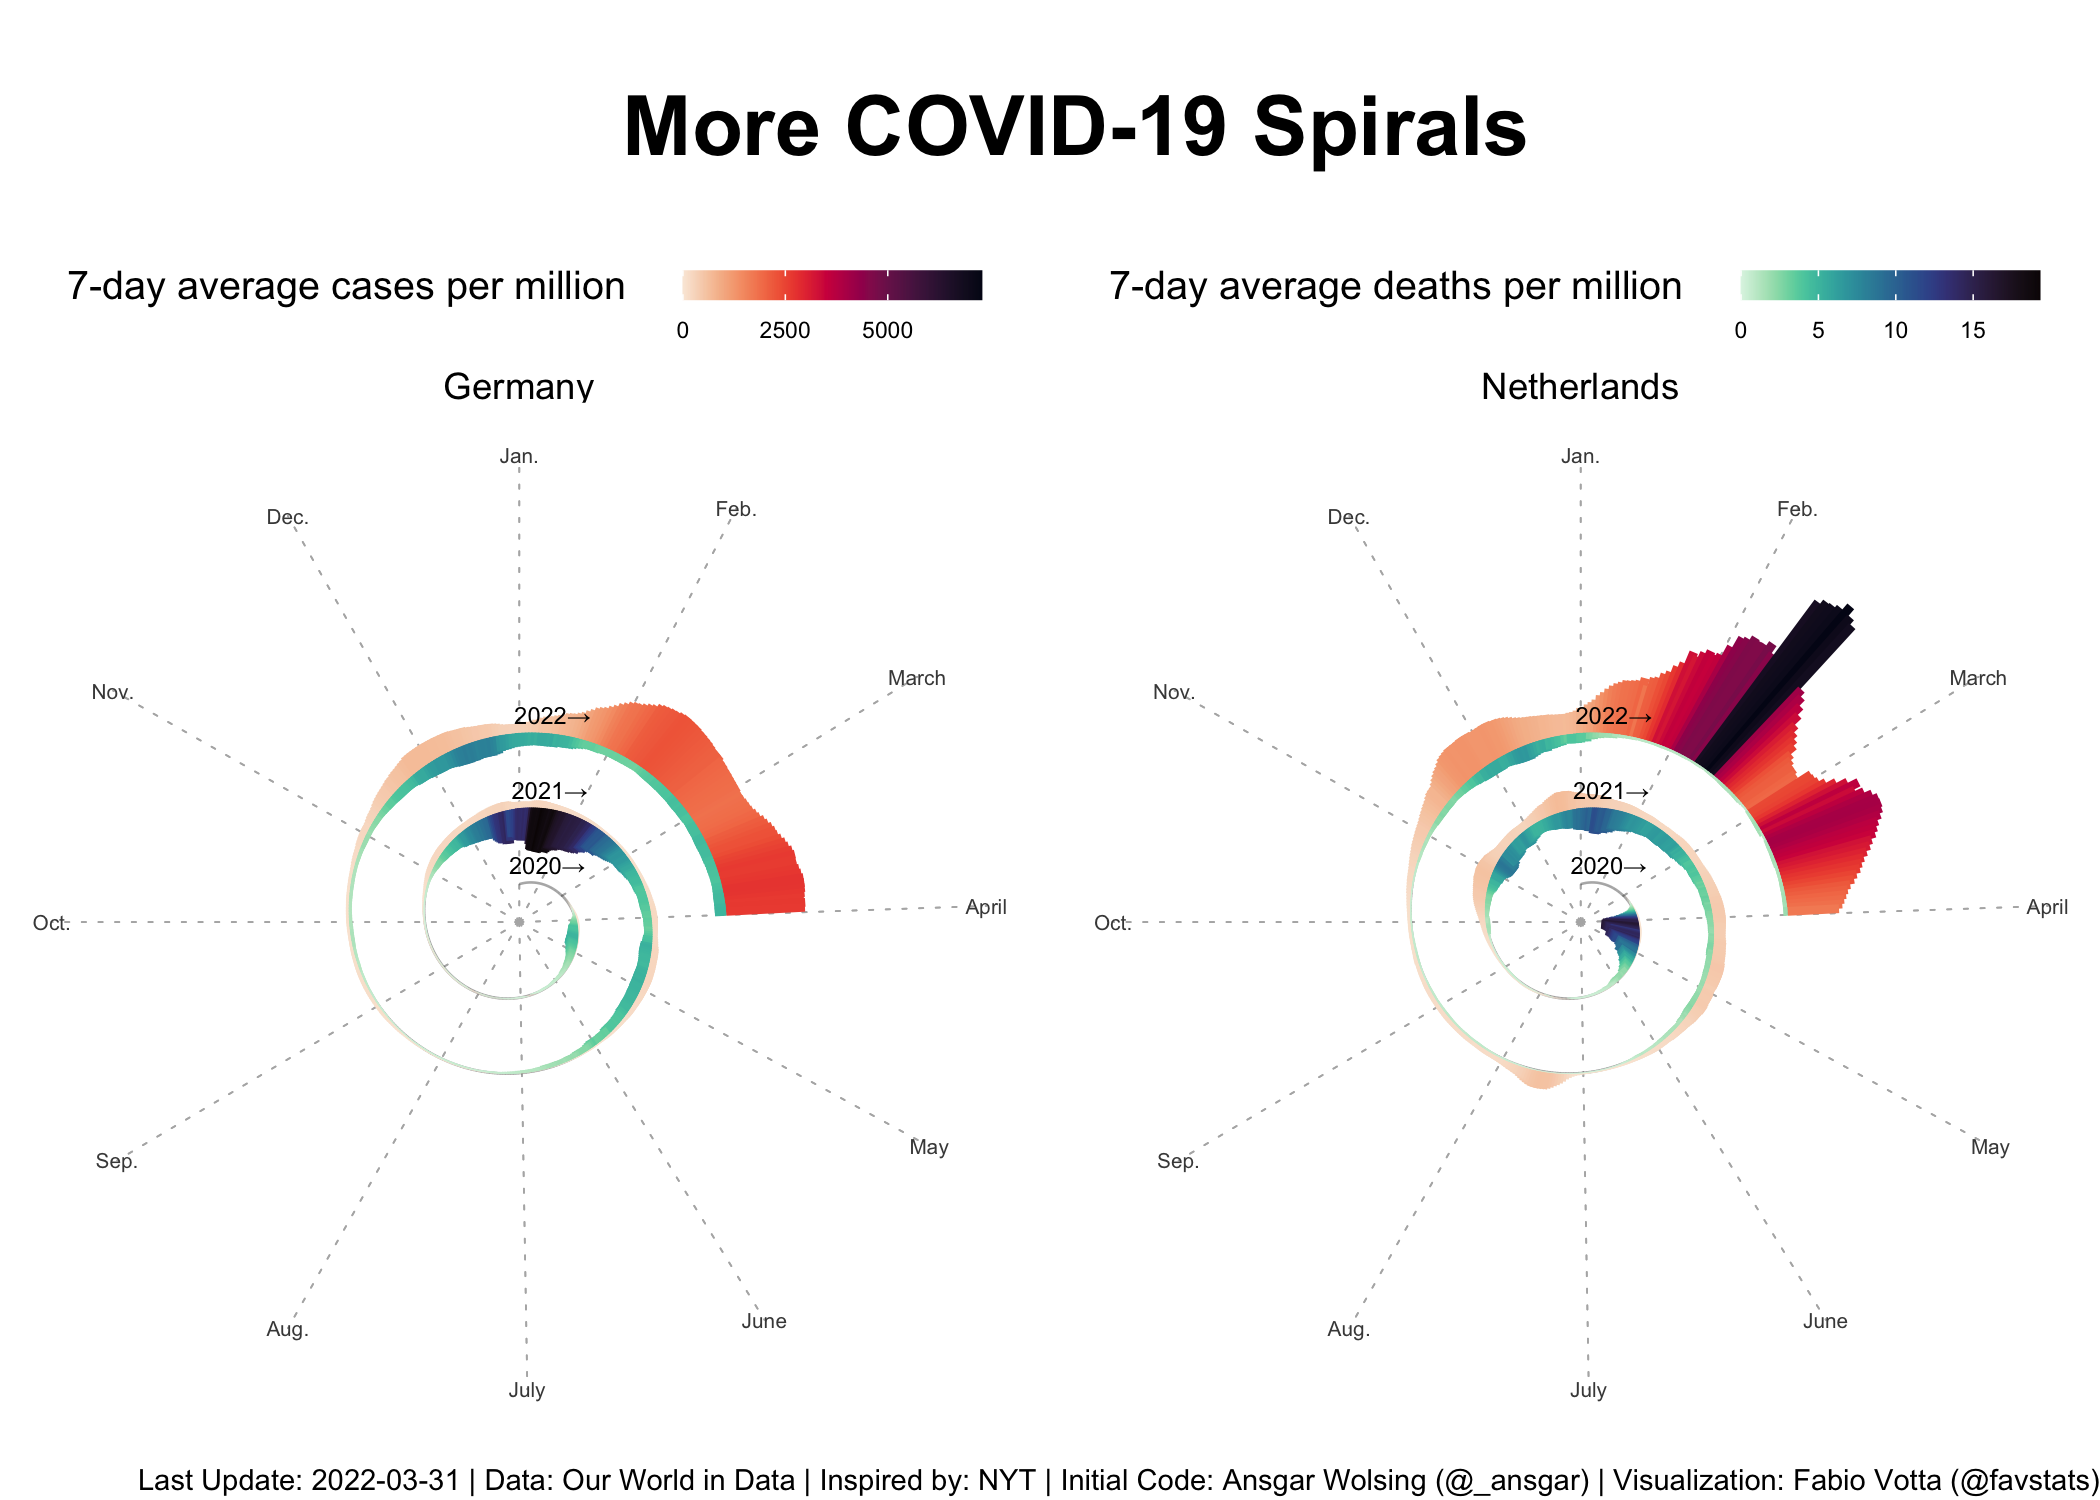 More COVID-19 Spirals
7-day average cases per million
0 2500 5000
7-day average deaths per million
0 5 10 15
Germany
Jan.
Feb.
March
April
May
June
July
Aug.
Sep.
Oct.
Nov.
Dec.
2022→
2021→
2020→
Netherlands
Jan.
Feb.
March
April
May
June
July
Aug.
Sep.
Oct.
Nov.
Dec.
2022→
2021→
2020→
Last Update: 2022-03-31 | Data: Our World in Data | Inspired by: NYT | Initial Code: Ansgar Wolsing (@_ansgar) | Visualization: Fabio Votta (@favstats)